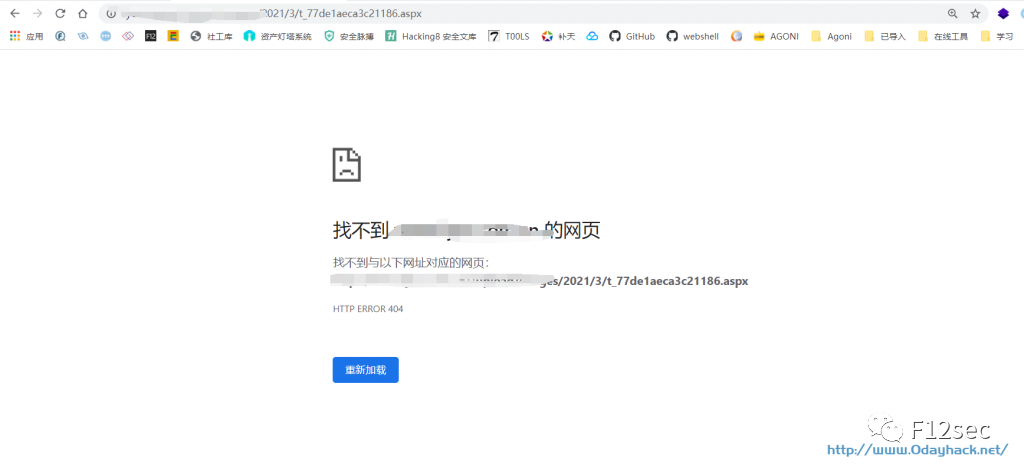 /2021/3/t_77de1aeca3c21186.aspx
应用 F12 社工库 资产灯塔系统 安全脉搏 Hacking8 安全文库 T00LS 补天 GitHub webshell AGONI Agoni 已导入 在线工具 学习
找不到 的网页
找不到与以下网址对应的网页：
ges/2021/3/t_77de1aeca3c21186.aspx
HTTP ERROR 404
重新加载
F12sec
http://www.0dayhack.net/